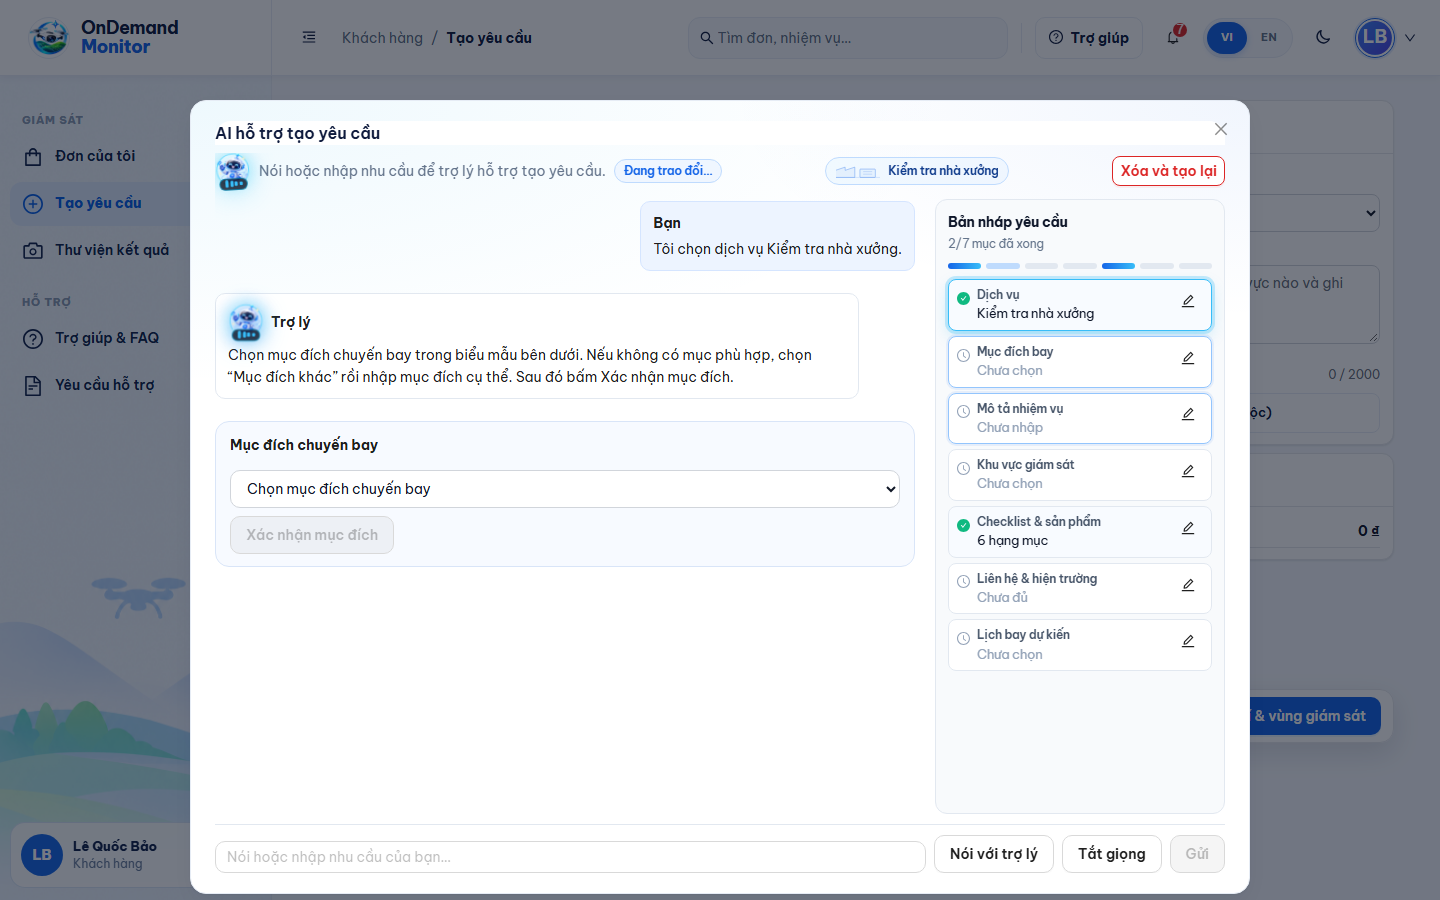 OnDemand
Monitor
Khách hàng / Tạo yêu cầu
Tìm đơn, nhiệm vụ...
Trợ giúp
7
VI
EN
LB
GIÁM SÁT
Đơn của tôi
Tạo yêu cầu
Thư viện kết quả
HỖ TRỢ
Trợ giúp & FAQ
Yêu cầu hỗ trợ
LB
Lê Quốc Bảo
Khách hàng
AI hỗ trợ tạo yêu cầu
Nói hoặc nhập nhu cầu để trợ lý hỗ trợ tạo yêu cầu.
Đang trao đổi...
Kiểm tra nhà xưởng
Xóa và tạo lại
Bạn
Tôi chọn dịch vụ Kiểm tra nhà xưởng.
Trợ lý
Chọn mục đích chuyến bay trong biểu mẫu bên dưới. Nếu không có mục phù hợp, chọn
“Mục đích khác” rồi nhập mục đích cụ thể. Sau đó bấm Xác nhận mục đích.
Mục đích chuyến bay
Chọn mục đích chuyến bay
Xác nhận mục đích
Bản nháp yêu cầu
2/7 mục đã xong
Dịch vụ
Kiểm tra nhà xưởng
Mục đích bay
Chưa chọn
Mô tả nhiệm vụ
Chưa nhập
Khu vực giám sát
Chưa chọn
Checklist & sản phẩm
6 hạng mục
Liên hệ & hiện trường
Chưa đủ
Lịch bay dự kiến
Chưa chọn
Nói hoặc nhập nhu cầu của bạn...
Nói với trợ lý
Tắt giọng
Gửi
nào và ghi
0 / 2000
0 ₫
& vùng giám sát